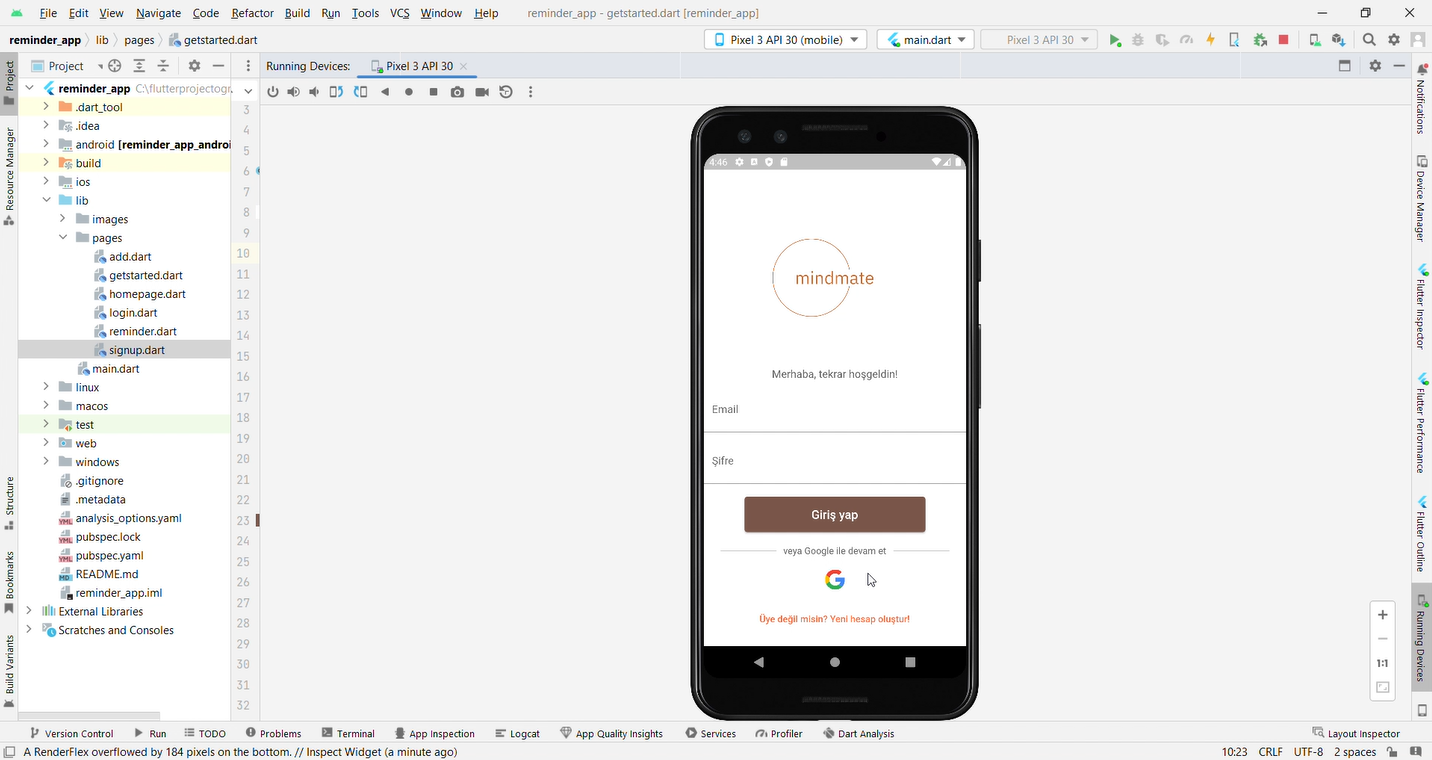 File Edit View Navigate Code Refactor Build Run Tools VCS Window Help reminder_app - getstarted.dart [reminder_app]
reminder_app lib pages getstarted.dart Pixel 3 API 30 (mobile) main.dart Pixel 3 API 30
Project Running Devices: Pixel 3 API 30
reminder_app C:\flutterprojectogr
.dart_tool
.idea
android [reminder_app_androi
build
ios
lib
images
pages
add.dart
getstarted.dart
homepage.dart
login.dart
reminder.dart
signup.dart
main.dart
linux
macos
test
web
windows
.gitignore
.metadata
analysis_options.yaml
pubspec.lock
pubspec.yaml
README.md
reminder_app.iml
External Libraries
Scratches and Consoles
3
4
5
6
7
8
9
10
11
12
13
14
15
16
17
18
19
20
21
22
23
24
25
26
27
28
29
30
31
32
4:46
mindmate
Merhaba, tekrar hoşgeldin!
Email
Şifre
Giriş yap
veya Google ile devam et
G
Üye değil misin? Yeni hesap oluştur!
1:1
Project
Resource Manager
Structure
Bookmarks
Build Variants
Notifications
Device Manager
Flutter Inspector
Flutter Performance
Flutter Outline
Running Devices
Version Control Run TODO Problems Terminal App Inspection Logcat App Quality Insights Services Profiler Dart Analysis Layout Inspector
A RenderFlex overflowed by 184 pixels on the bottom. // Inspect Widget (a minute ago) 10:23 CRLF UTF-8 2 spaces